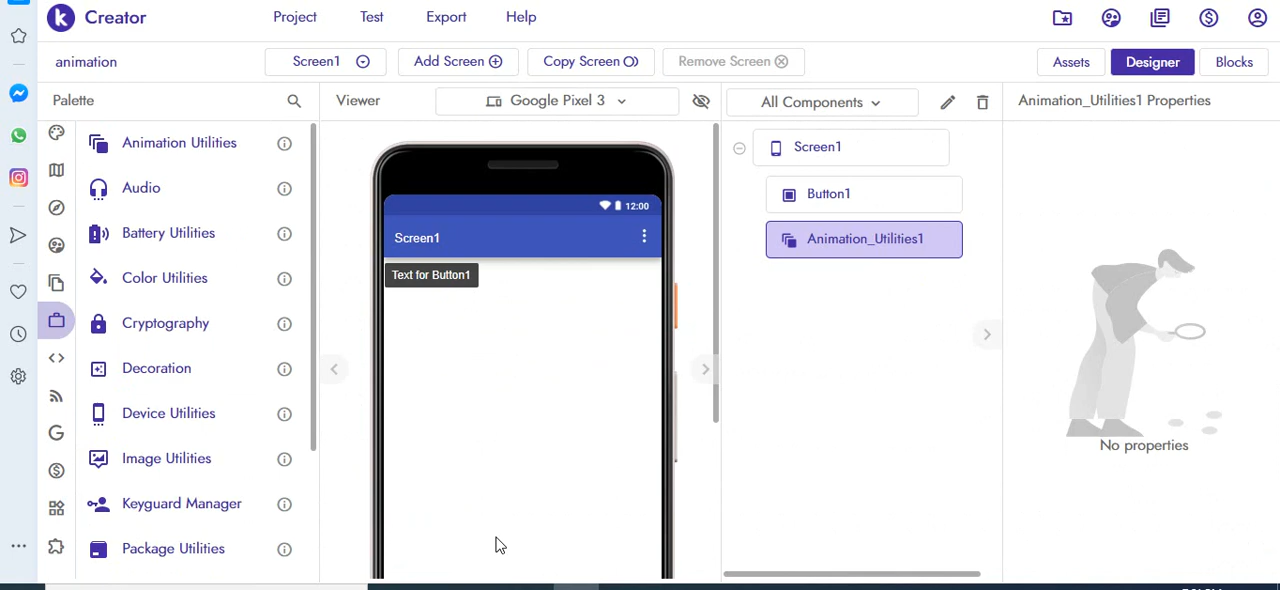 Creator
Project
Test
Export
Help
animation
Screen1
Add Screen
Copy Screen
Remove Screen
Assets
Designer
Blocks
Palette
Viewer
Google Pixel 3
All Components
Animation_Utilities1 Properties
Animation Utilities
Audio
Battery Utilities
Color Utilities
Cryptography
Decoration
Device Utilities
Image Utilities
Keyguard Manager
Package Utilities
12:00
Screen1
Text for Button1
Screen1
Button1
Animation_Utilities1
No properties